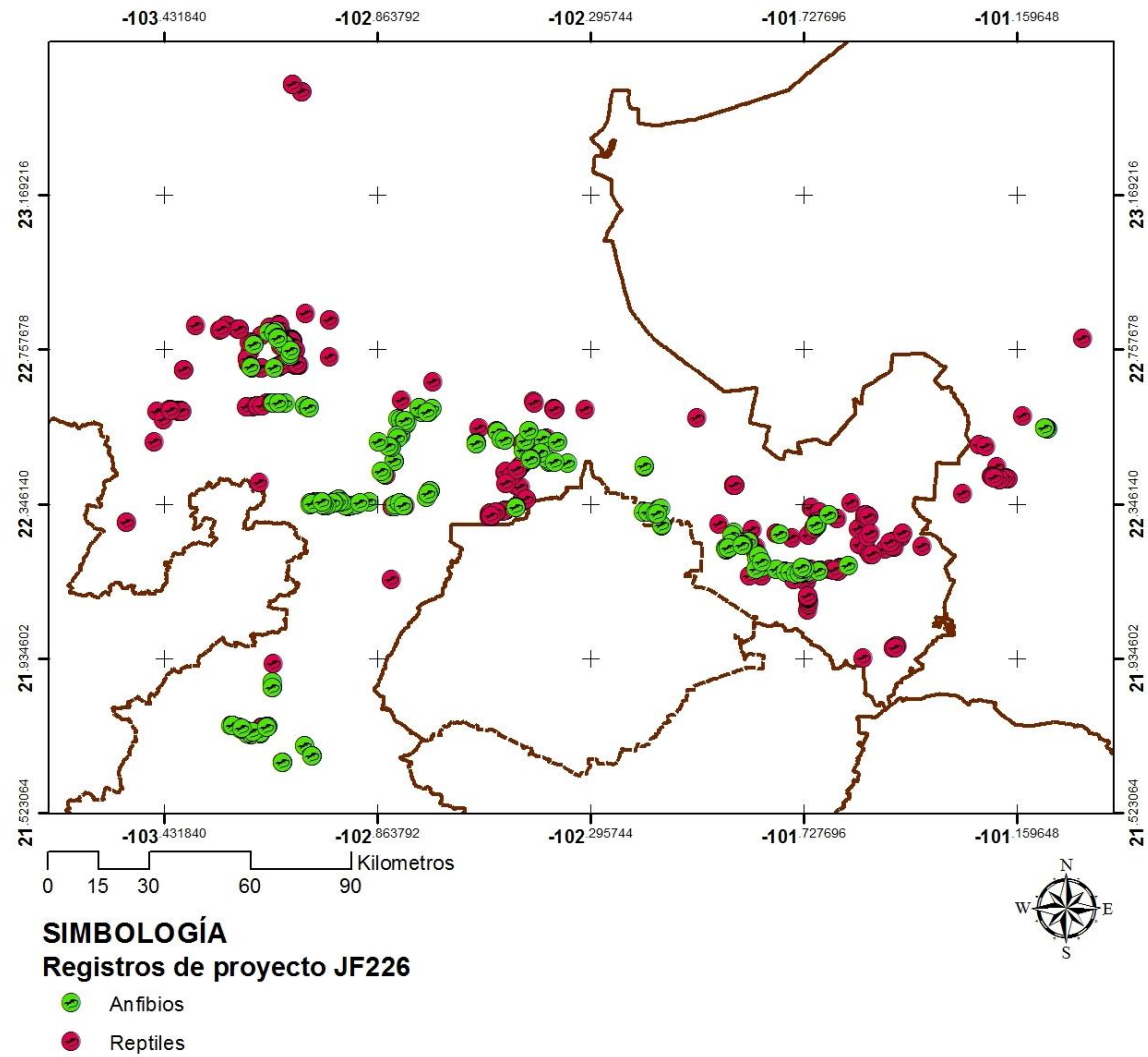 -103.431840 -102.863792 -102.295744 -101.727696 -101.159648
23.169216 23.169216
22.757678 22.757678
22.346140 22.346140
21.934602 21.934602
21.523064 21.523064
-103.431840 -102.863792 -102.295744 -101.727696 -101.159648
Kilometros
0 15 30 60 90
N
W E
S
SIMBOLOGÍA
Registros de proyecto JF226
Anfibios
Reptiles